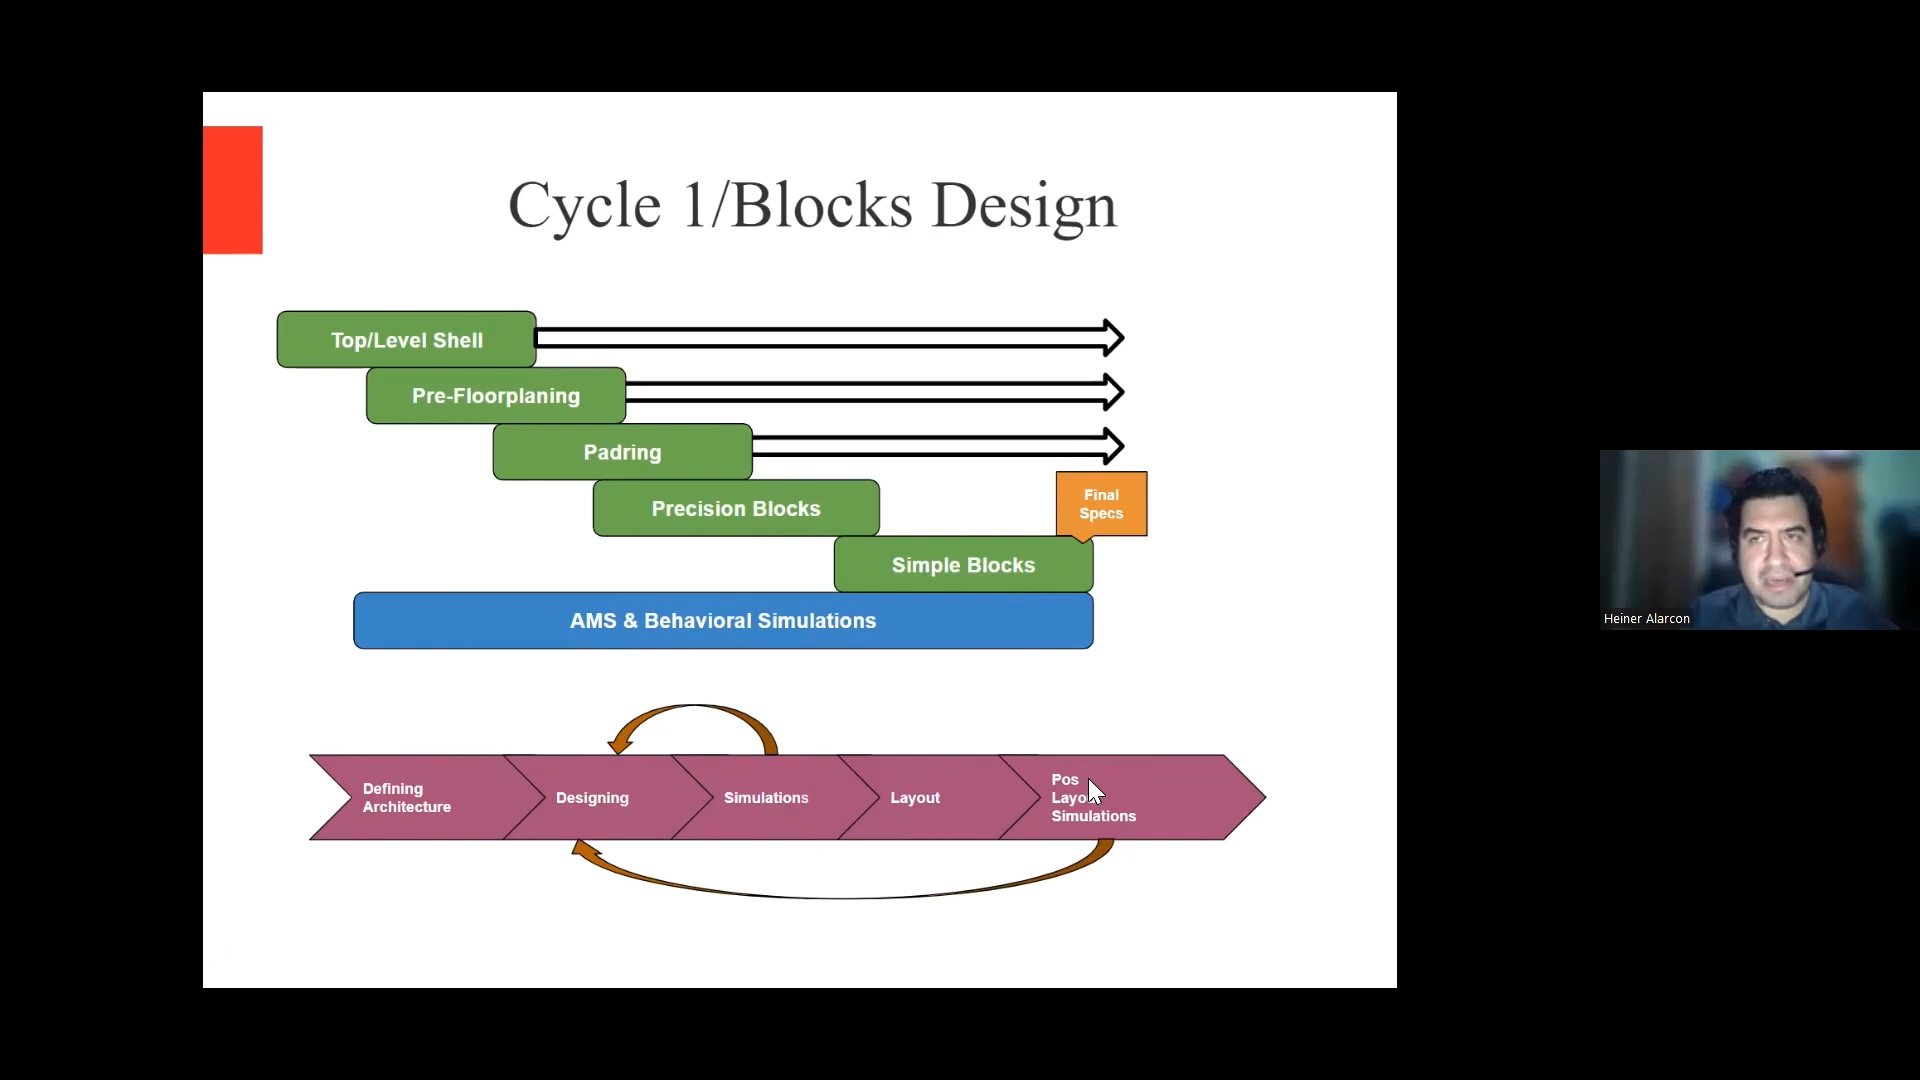 Cycle 1/Blocks Design
Top/Level Shell
Pre-Floorplaning
Padring
Precision Blocks
Final
Specs
Simple Blocks
AMS & Behavioral Simulations
Defining
Architecture
Designing
Simulations
Layout
Pos
Simulations
Heiner Alarcon